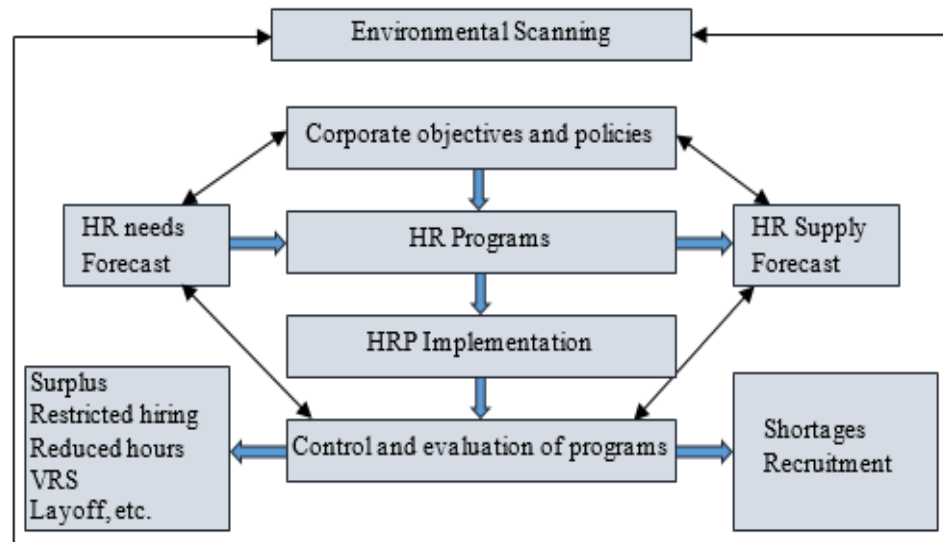 Environmental Scanning
Corporate objectives and policies
HR needs
Forecast
HR Programs
HR Supply
Forecast
HRP Implementation
Surplus
Restricted hiring
Reduced hours
VRS
Layoff, etc.
Control and evaluation of programs
Shortages
Recruitment